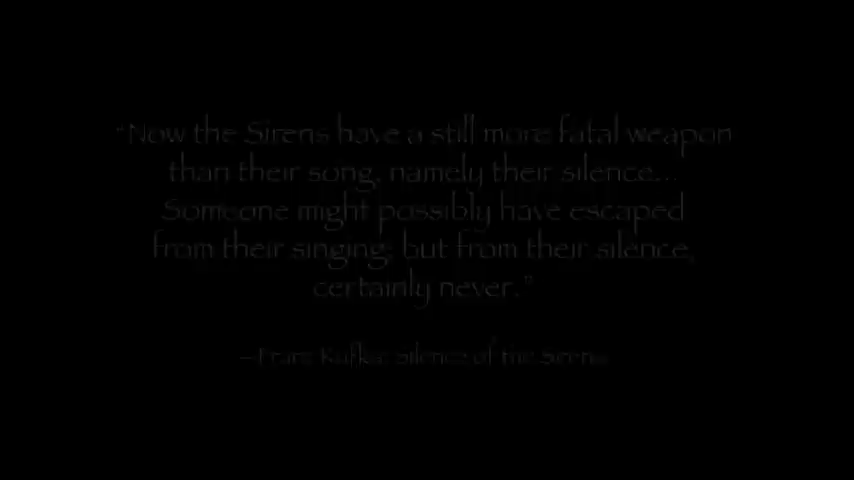 "Now the Sirens have a still more fatal weapon
than their song, namely their silence...
Someone might possibly have escaped
from their singing; but from their silence,
certainly never."
—Franz Kafka, Silence of the Sirens